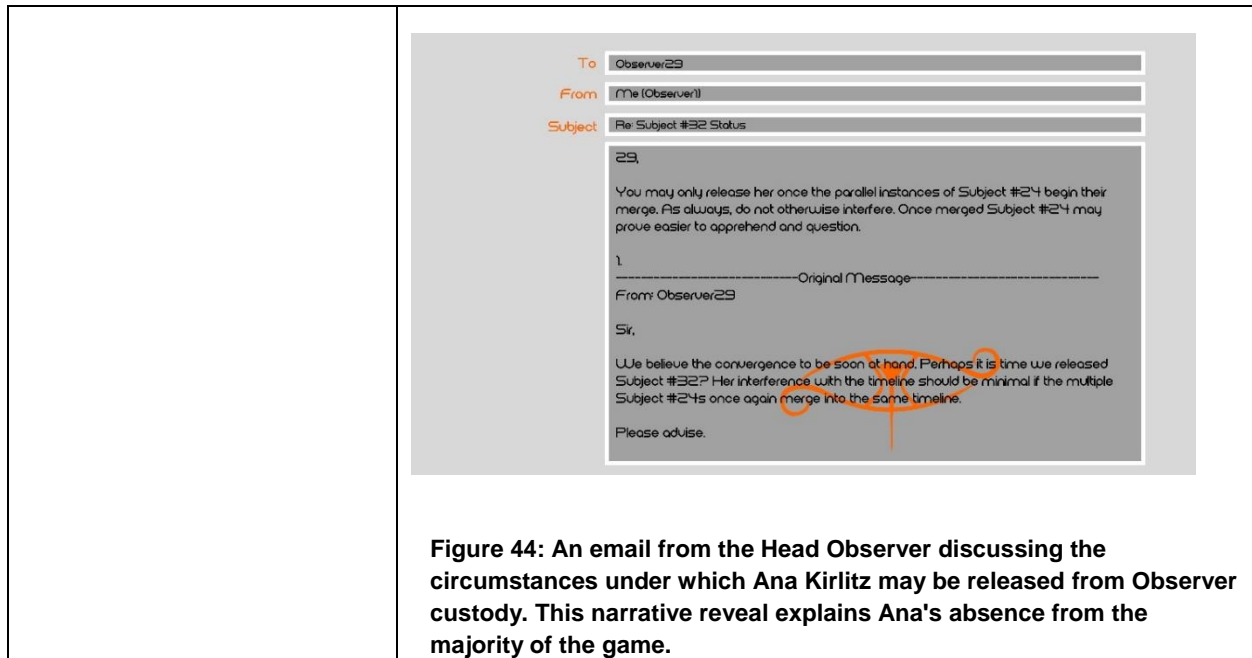 To Observer29
From Me (Observer1)
Subject Re: Subject #32 Status
29,
You may only release her once the parallel instances of Subject #24 begin their
merge. As always, do not otherwise interfere. Once merged Subject #24 may
prove easier to apprehend and question.
1.
------------------------------Original Message------------------------------
From: Observer29
Sir,
We believe the convergence to be soon at hand. Perhaps it is time we released
Subject #32? Her interference with the timeline should be minimal if the multiple
Subject #24s once again merge into the same timeline.
Please advise.
Figure 44: An email from the Head Observer discussing the
circumstances under which Ana Kirlitz may be released from Observer
custody. This narrative reveal explains Ana's absence from the
majority of the game.